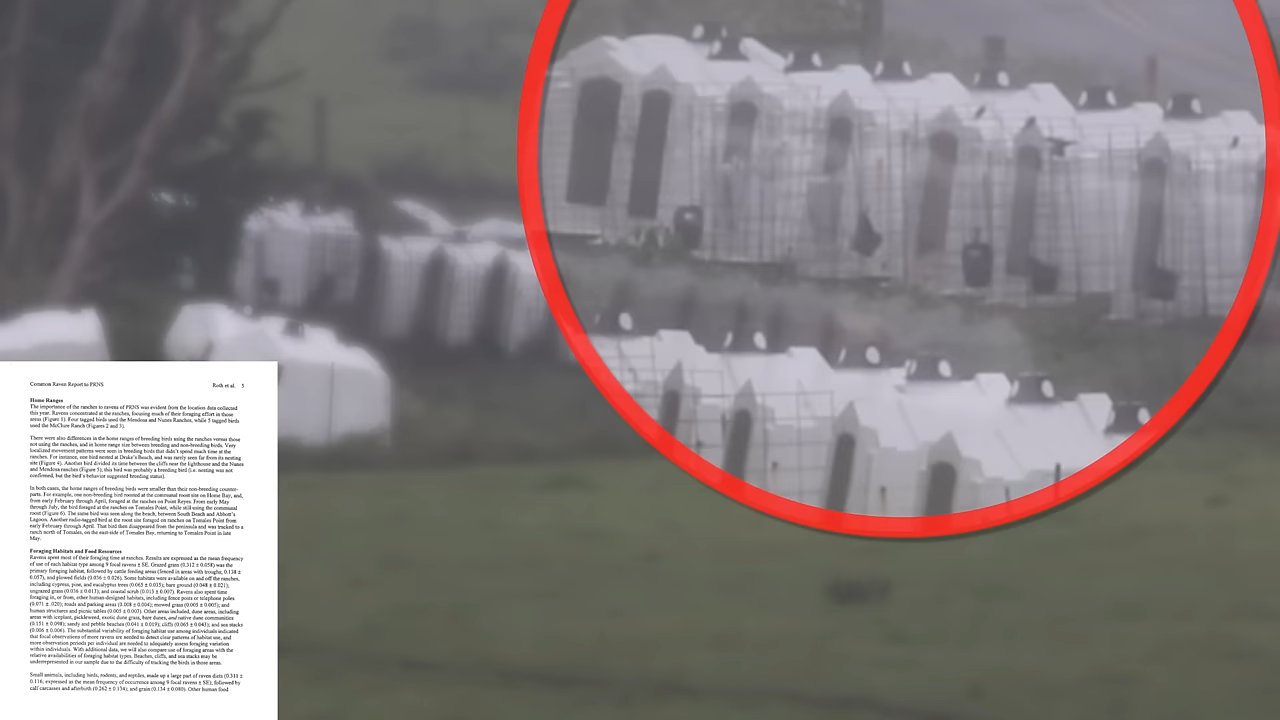 Common Raven Report to PRNS Roth et al. 5
Home Ranges
The importance of the ranches to ravens of PRNS was evident from the location data collected
this year. Ravens concentrated at the ranches, focusing much of their foraging effort in those
areas (Figure 1). Four tagged birds used the Mendoza and Nunes Ranches, while 5 tagged birds
used the McClure Ranch (Figures 2 and 3).
There were also differences in the home ranges of breeding birds using the ranches versus those
not using the ranches, and in home range size between breeding and non-breeding birds. Very
localized movement patterns were seen in breeding birds that didn't spend much time at the
ranches. For instance, one bird nested at Drake's Beach, and was rarely seen far from its nesting
site (Figure 4). Another bird divided its time between the cliffs near the lighthouse and the Nunes
and Mendoza ranches (Figure 5); this bird was probably a breeding bird (i.e. nesting was not
confirmed, but the bird's behavior suggested breeding status).
In both cases, the home ranges of breeding birds were smaller than their non-breeding counter-
parts. For example, one non-breeding bird roosted at the communal roost site on Home Bay, and,
from early February through April, foraged at the ranches on Point Reyes. From early May
through July, the bird foraged at the ranches on Tomales Point, while still using the communal
roost (Figure 6). The same bird was seen along the beach, between South Beach and Abbott's
Lagoon. Another radio-tagged bird at the roost site foraged on ranches on Tomales Point from
early February through April. That bird then disappeared from the peninsula and was tracked to a
ranch north of Tomales, on the east-side of Tomales Bay, returning to Tomales Point in late
May.
Foraging Habitats and Food Resources
Ravens spent most of their foraging time at ranches. Results are expressed as the mean frequency
of use of each habitat type among 9 focal ravens ± SE. Grazed grass (0.312 ± 0.058) was the
primary foraging habitat, followed by cattle feeding areas (fenced in areas with troughs; 0.138 ±
0.057), and plowed fields (0.056 ± 0.026). Some habitats were available on and off the ranches,
including cypress, pine, and eucalyptus trees (0.065 ± 0.035); bare ground (0.048 ± 0.021);
ungrazed grass (0.036 ± 0.013); and coastal scrub (0.013 ± 0.007). Ravens also spent time
foraging in, or from, other human-designed habitats, including fence posts or telephone poles
(0.071 ± .020); roads and parking areas (0.008 ± 0.004); mowed grass (0.005 ± 0.005); and
human structures and picnic tables (0.005 ± 0.003). Other areas included, dune areas, including
areas with iceplant, pickleweed, exotic dune grass, bare dunes, and native dune communities
(0.151 ± 0.098); sandy and pebble beaches (0.041 ± 0.019); cliffs (0.065 ± 0.043); and sea stacks
(0.006 ± 0.006). The substantial variability of foraging habitat use among individuals indicated
that focal observations of more ravens are needed to detect clear patterns of habitat use, and
more observation periods per individual are needed to adequately assess foraging variation
within individuals. With additional data, we will also compare use of foraging areas with the
relative availabilities of foraging habitat types. Beaches, cliffs, and sea stacks may be
underrepresented in our sample due to the difficulty of tracking the birds in those areas.
Small animals, including birds, rodents, and reptiles, made up a large part of raven diets (0.311 ±
0.116, expressed as the mean frequency of occurrence among 9 focal ravens ± SE); followed by
calf carcasses and afterbirth (0.262 ± 0.134); and grain (0.134 ± 0.080). Other human food